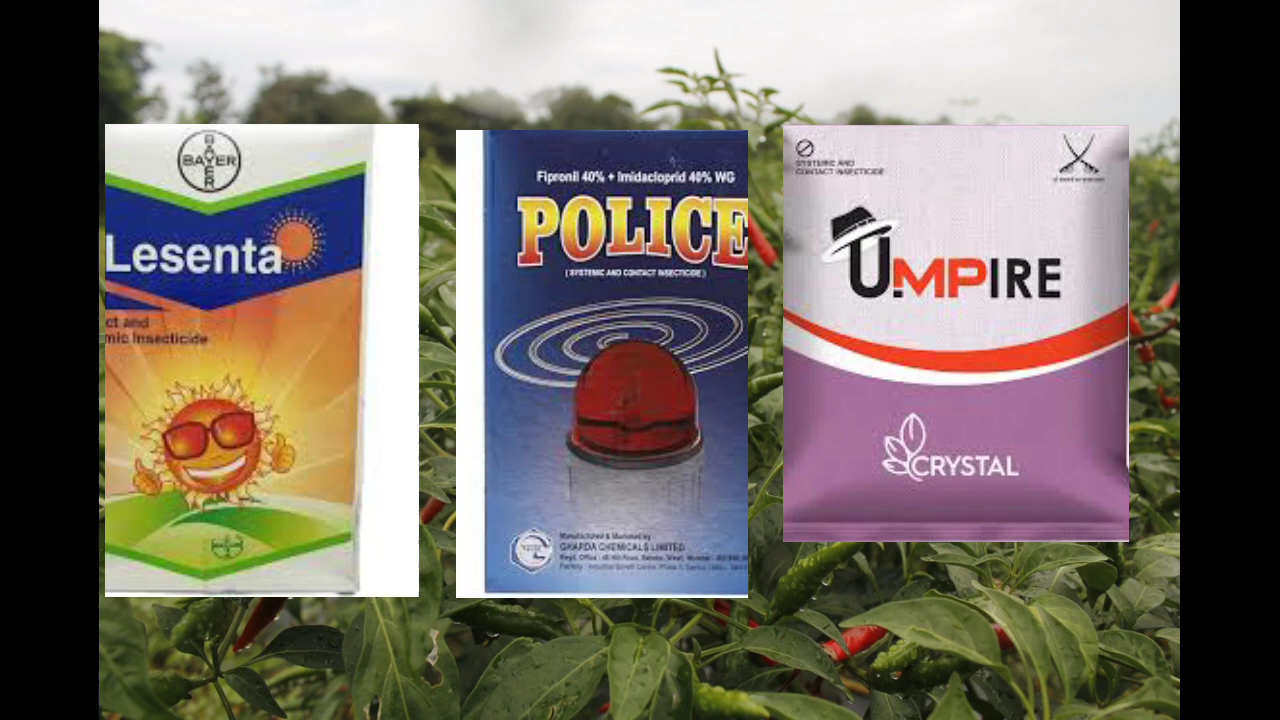 BAYER
BAYER
Lesenta
ct and
mic Insecticide
Fipronil 40% + Imidacloprid 40% WG
POLICE
( SYSTEMIC AND CONTACT INSECTICIDE )
Manufactured & Marketed by
GHARDA CHEMICALS LIMITED
SYSTEMIC AND
CONTACT INSECTICIDE
UMPIRE
CRYSTAL